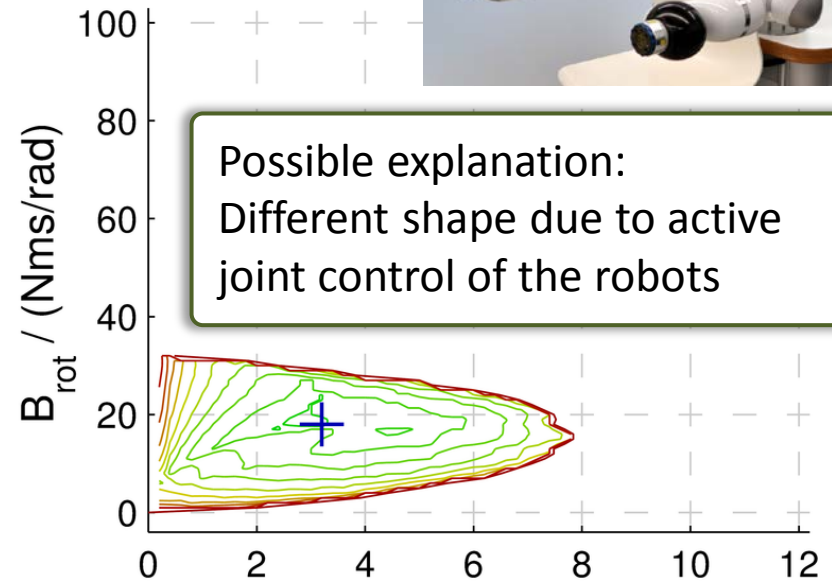 100
80
60
40
20
0
B_rot / (Nms/rad)
Possible explanation:
Different shape due to active
joint control of the robots
0 2 4 6 8 10 12